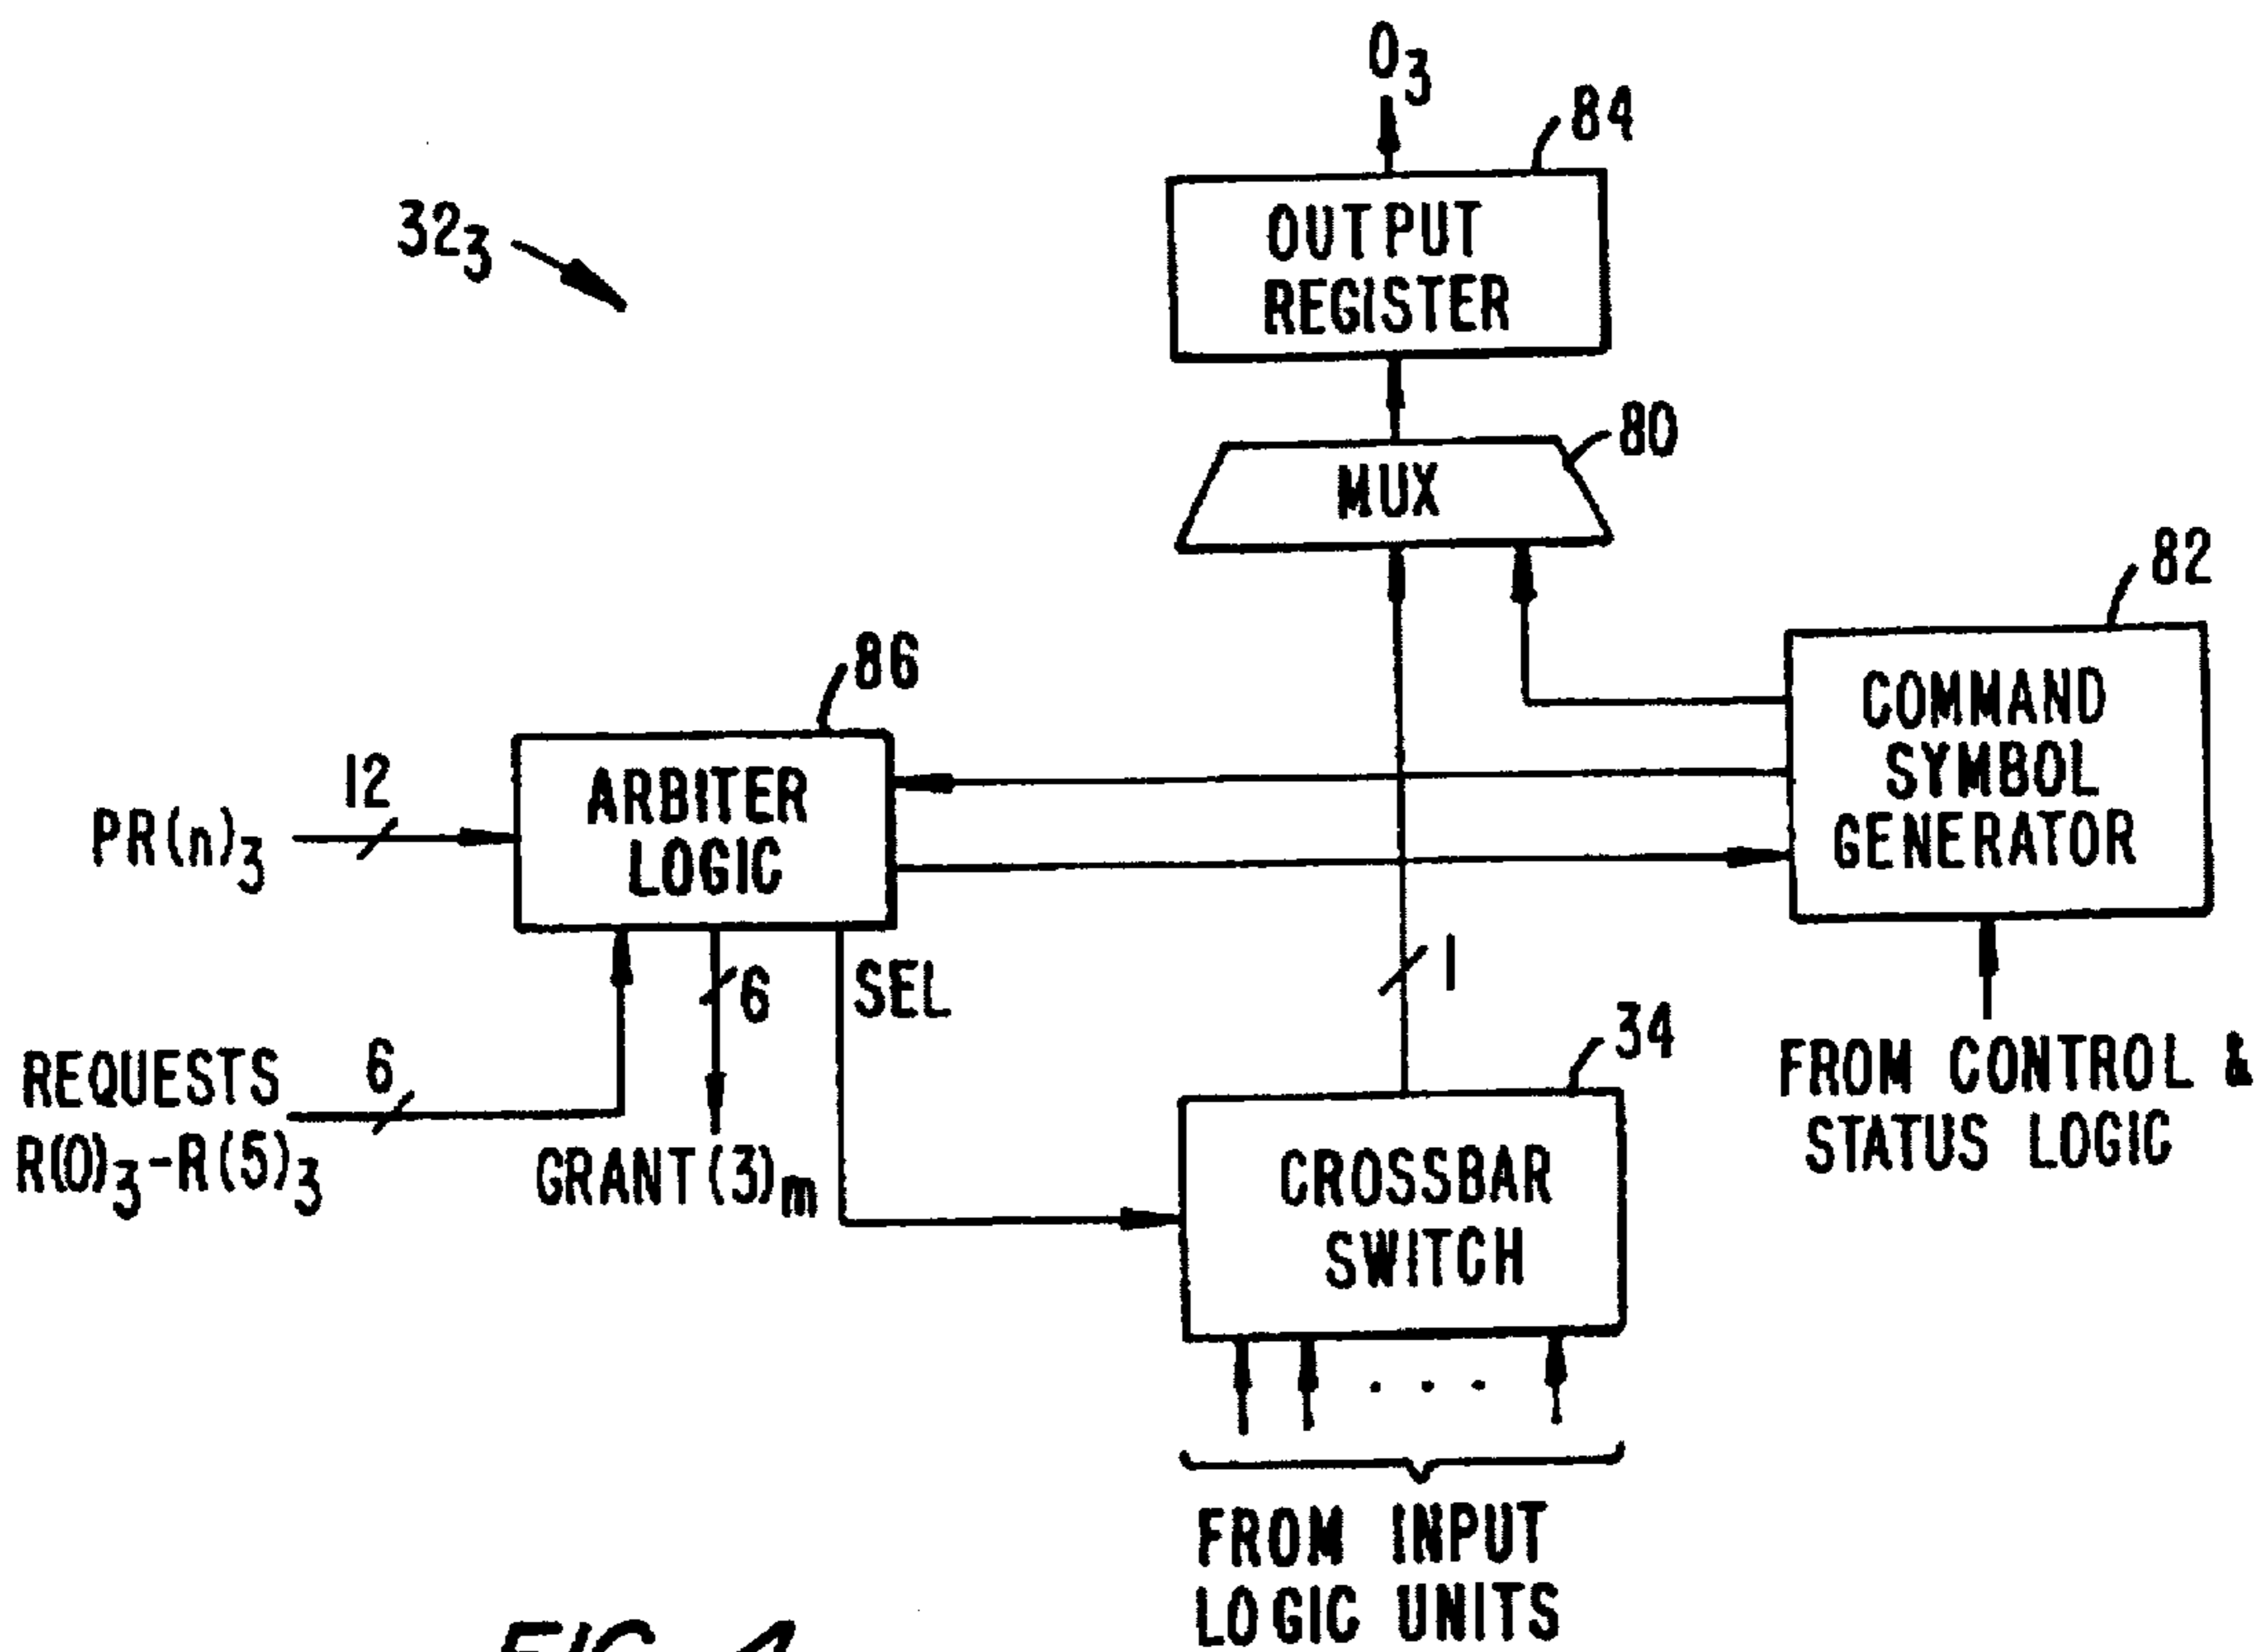 O3
84
323
OUTPUT
REGISTER
80
MUX
82
86
COMMAND
SYMBOL
GENERATOR
12
ARBITER
LOGIC
PR(n)3
6
SEL
1
34
REQUESTS
6
R(0)3-R(5)3
GRANT(3)m
CROSSBAR
SWITCH
FROM CONTROL &
STATUS LOGIC
. . .
FROM INPUT
LOGIC UNITS
FIG. 4